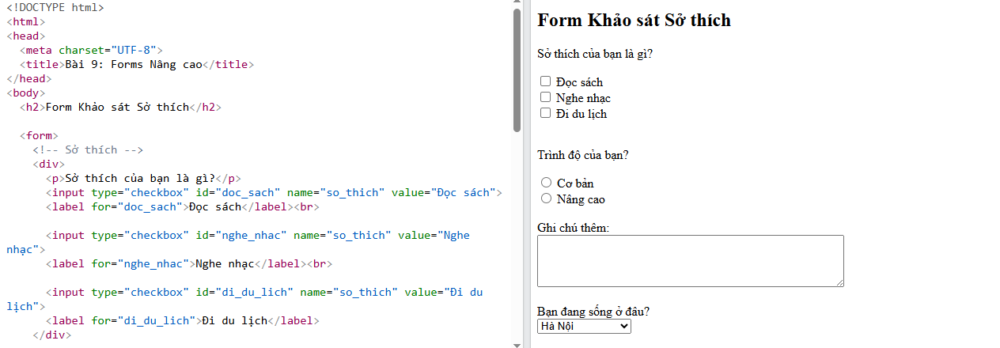 <!DOCTYPE html>
<html>
<head>
  <meta charset="UTF-8">
  <title>Bài 9: Forms Nâng cao</title>
</head>
<body>
  <h2>Form Khảo sát Sở thích</h2>
  <form>
    <!-- Sở thích -->
    <div>
      <p>Sở thích của bạn là gì?</p>
      <input type="checkbox" id="doc_sach" name="so_thich" value="Đọc sách">
      <label for="doc_sach">Đọc sách</label><br>
      <input type="checkbox" id="nghe_nhac" name="so_thich" value="Nghe
nhạc">
      <label for="nghe_nhac">Nghe nhạc</label><br>
      <input type="checkbox" id="di_du_lich" name="so_thich" value="Đi du
lịch">
      <label for="di_du_lich">Đi du lịch</label>
    </div>
Form Khảo sát Sở thích
Sở thích của bạn là gì?
Đọc sách
Nghe nhạc
Đi du lịch
Trình độ của bạn?
Cơ bản
Nâng cao
Ghi chú thêm:
Bạn đang sống ở đâu?
Hà Nội